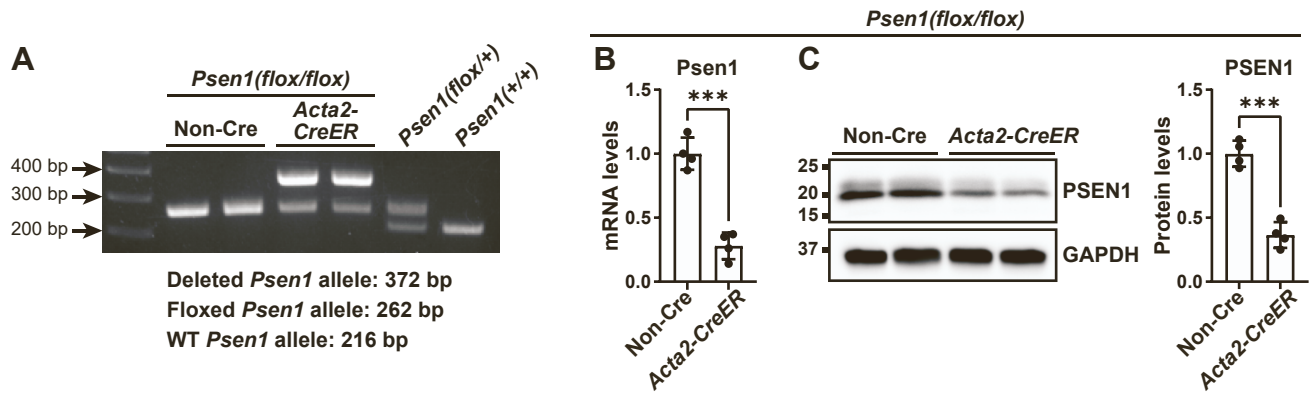 Psen1(flox/flox)
A
Psen1(flox/flox)
Non-Cre
Acta2-
CreER
Psen1(flox/+)
Psen1(+/+)
400 bp
300 bp
200 bp
Deleted Psen1 allele: 372 bp
Floxed Psen1 allele: 262 bp
WT Psen1 allele: 216 bp
B
Psen1
***
mRNA levels
1.5
1.0
0.5
0.0
Non-Cre
Acta2-CreER
C
Non-Cre
Acta2-CreER
25
20
15
PSEN1
37
GAPDH
PSEN1
***
Protein levels
1.5
1.0
0.5
0.0
Non-Cre
Acta2-CreER